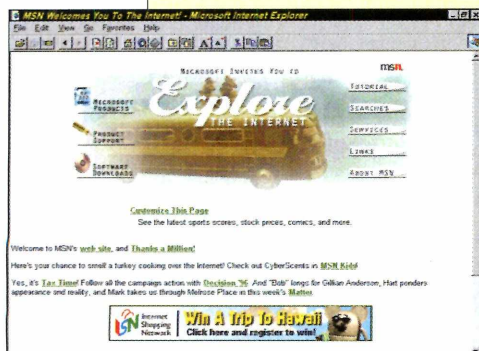 MSN Welcomes You To The Internet! - Microsoft Internet Explorer
File Edit View Go Favorites Help
msn.
MICROSOFT INVITES YOU TO
Explore
THE INTERNET
MICROSOFT PRODUCTS
PRODUCT SUPPORT
SOFTWARE DOWNLOADS
TUTORIAL
SEARCHES
SERVICES
LINKS
ABOUT MSN
Customize This Page
See the latest sports scores, stock prices, comics, and more.
Welcome to MSN's web site, and Thanks a Million!
Here's your chance to smell a turkey cooking over the Internet! Check out CyberScents in MSN Kids!
Yes, it's Tax Time! Follow all the campaign action with Decision '96. And "Bob" longs for Gillian Anderson, Hart ponders
appearance and reality, and Mark takes us through Melrose Place in this week's Matter.
ISN Internet Shopping Network
Win A Trip To Hawaii
Click here and register to win!